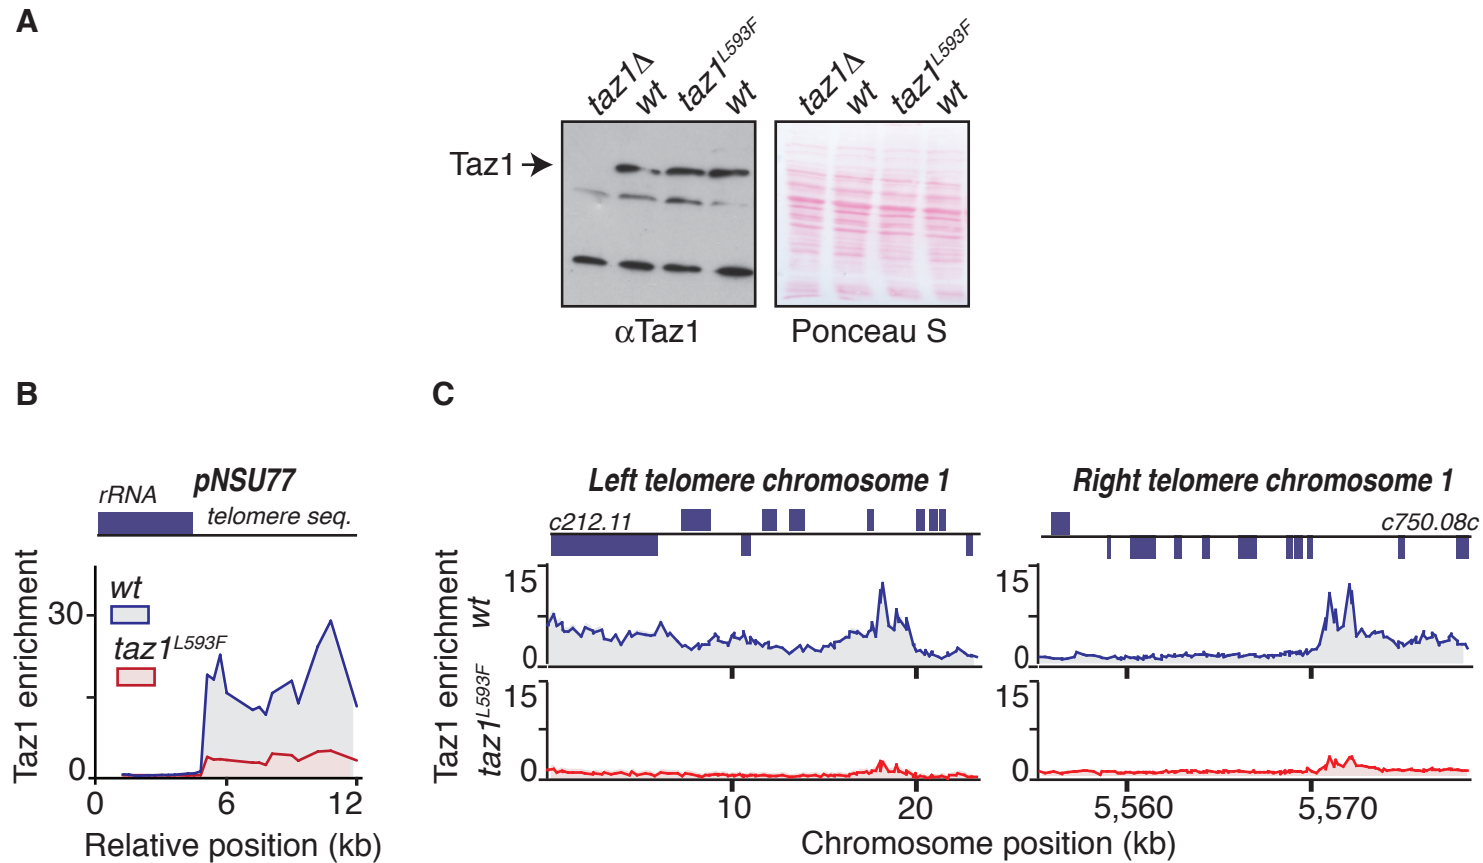 A
taz1Δ wt taz1L593F wt
taz1Δ wt taz1L593F wt
Taz1
αTaz1
Ponceau S
B
C
pNSU77
rRNA
telomere seq.
wt
taz1L593F
Taz1 enrichment
30
0
0 6 12
Relative position (kb)
Left telomere chromosome 1
Right telomere chromosome 1
c212.11
c750.08c
Taz1 enrichment
wt
15
0
15
0
taz1L593F
15
0
15
0
10 20
5,560 5,570
Chromosome position (kb)